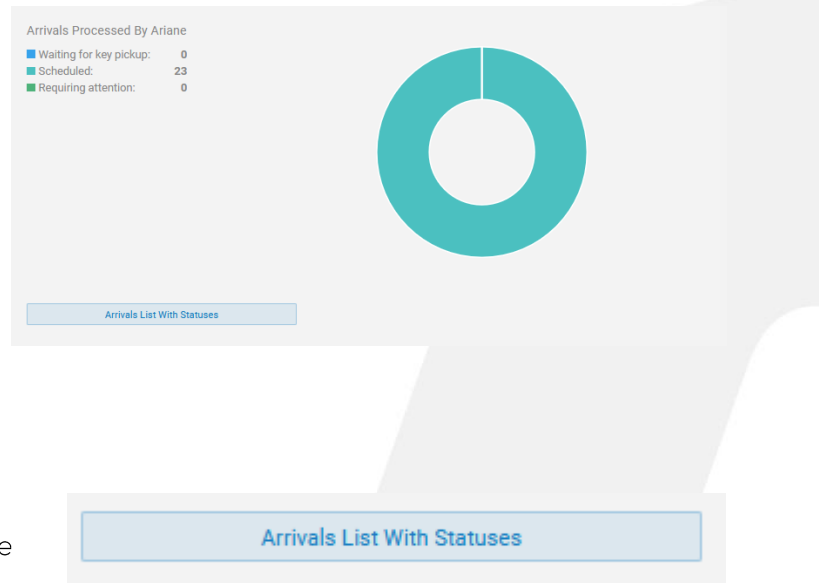 Arrivals Processed By Ariane
Waiting for key pickup: 0
Scheduled: 23
Requiring attention: 0
Arrivals List With Statuses
Arrivals List With Statuses
e